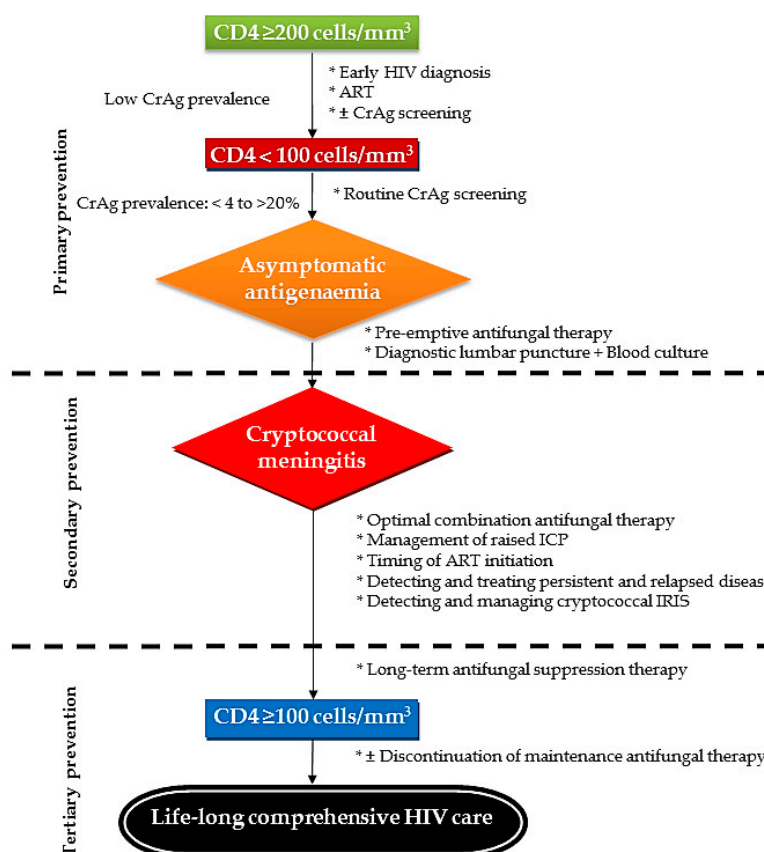 CD4 ≥200 cells/mm³
Low CrAg prevalence
* Early HIV diagnosis
* ART
* ± CrAg screening
CD4 < 100 cells/mm³
Primary prevention
CrAg prevalence: < 4 to >20%
* Routine CrAg screening
Asymptomatic
antigenaemia
* Pre-emptive antifungal therapy
* Diagnostic lumbar puncture + Blood culture
Secondary prevention
Cryptococcal
meningitis
* Optimal combination antifungal therapy
* Management of raised ICP
* Timing of ART initiation
* Detecting and treating persistent and relapsed disease
* Detecting and managing cryptococcal IRIS
Tertiary prevention
* Long-term antifungal suppression therapy
CD4 ≥100 cells/mm³
* ± Discontinuation of maintenance antifungal therapy
Life-long comprehensive HIV care